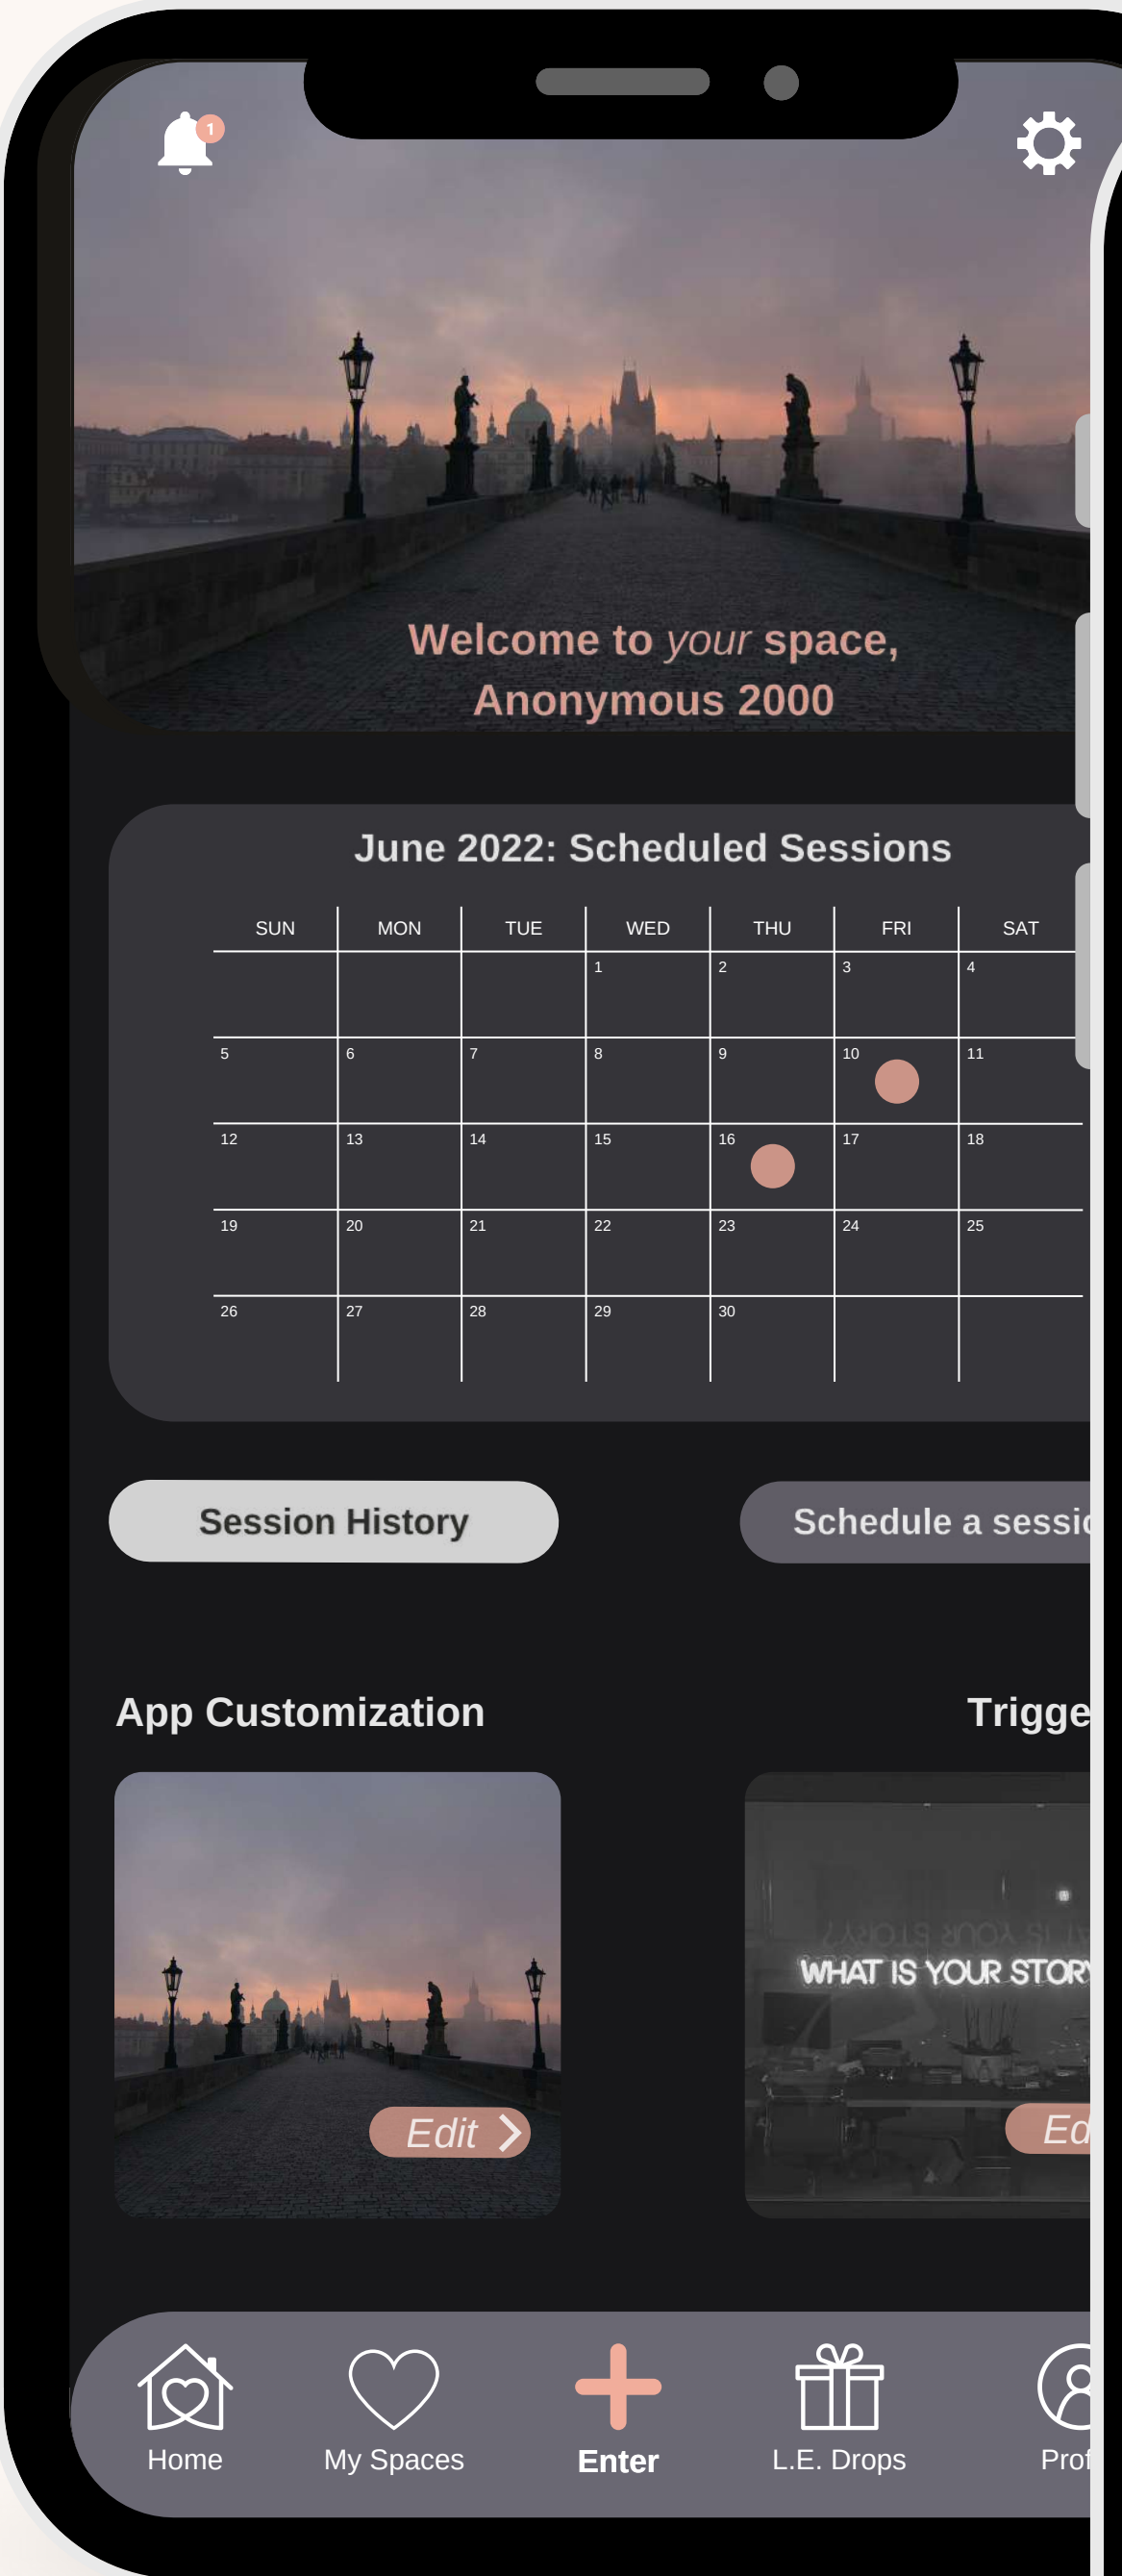 1
Welcome to your space,
Anonymous 2000
June 2022: Scheduled Sessions
SUN MON TUE WED THU FRI SAT
1 2 3 4
5 6 7 8 9 10 11
12 13 14 15 16 17 18
19 20 21 22 23 24 25
26 27 28 29 30
Session History Schedule a sessio
App Customization Trigge
WHAT IS YOUR STORY
Edit Ed
Home My Spaces Enter L.E. Drops Prof